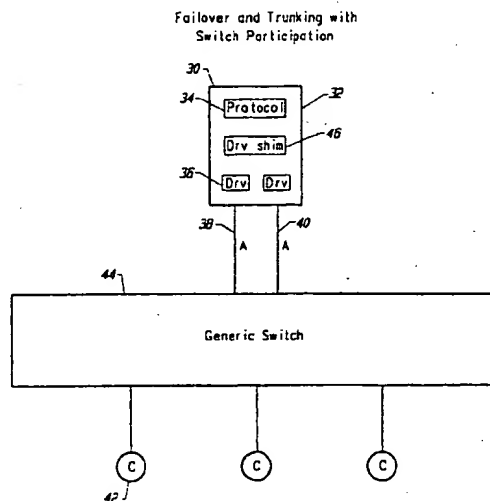 Failover and Trunking with
Switch Participation
30
34
32
Protocol
Drv shim
46
36
Drv
Drv
38
40
A
A
44
Generic Switch
C
C
C
42